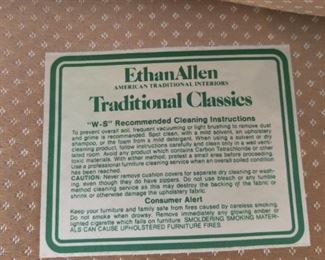 EthanAllen
AMERICAN TRADITIONAL INTERIORS
Traditional Classics
"W-S" Recommended Cleaning Instructions
To prevent overall soil, frequent vacuuming or light brushing to remove dust
and grime is recommended. Spot clean, with a mild solvent, an upholstery
shampoo, or the foam from a mild detergent. When using a solvent or dry
cleaning product, follow instructions carefully and clean only in a well venti-
lated room. Avoid any product which contains Carbon Tetrachloride or other
toxic materials. With either method, pretest a small area before proceeding.
Use a professional furniture cleaning service when an overall soiled condition
has been reached.
CAUTION: Never remove cushion covers for separate dry cleaning or wash-
ing, even though they do have zippers. Do not use bleach or any tumble
method cleaning service as this may destroy the backing of the fabric or
shrink, or otherwise damage the upholstery fabric.
Consumer Alert
Keep your furniture and family safe from fires caused by careless smoking.
Do not smoke when drowsy. Remove immediately any glowing ember or
lighted cigarette which falls on furniture. SMOLDERING SMOKING MATER-
IALS CAN CAUSE UPHOLSTERED FURNITURE FIRES.